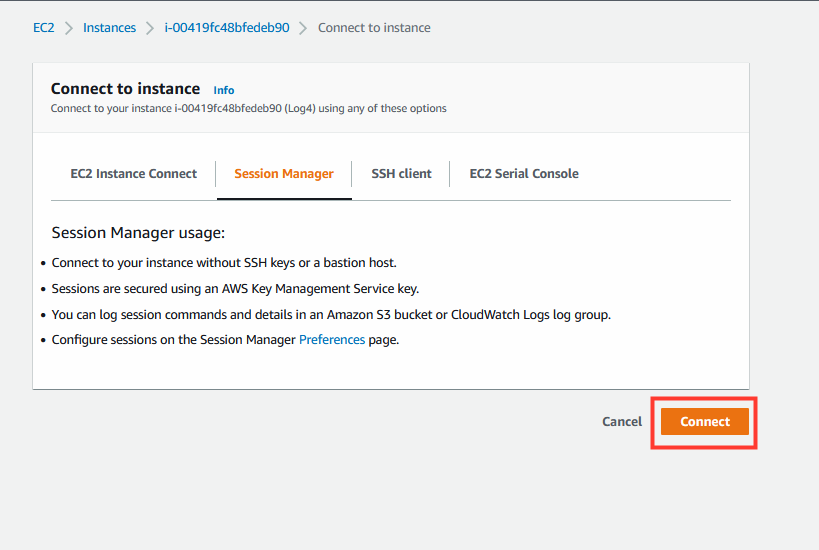 EC2 > Instances > i-00419fc48bfedeb90 > Connect to instance
Connect to instance Info
Connect to your instance i-00419fc48bfedeb90 (Log4) using any of these options
EC2 Instance Connect Session Manager SSH client EC2 Serial Console
Session Manager usage:
• Connect to your instance without SSH keys or a bastion host.
• Sessions are secured using an AWS Key Management Service key.
• You can log session commands and details in an Amazon S3 bucket or CloudWatch Logs log group.
• Configure sessions on the Session Manager Preferences page.
Cancel Connect